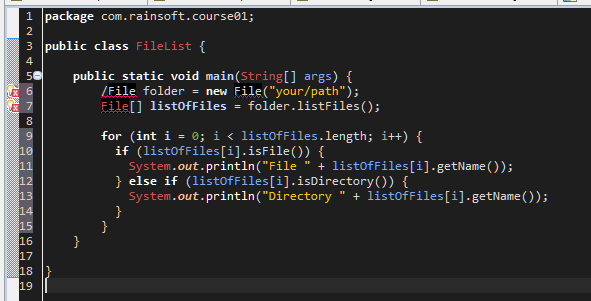 1 package com.rainsoft.course01;
2
3 public class FileList {
4
5     public static void main(String[] args) {
6         /File folder = new File("your/path");
7         File[] listOfFiles = folder.listFiles();
8
9         for (int i = 0; i < listOfFiles.length; i++) {
10           if (listOfFiles[i].isFile()) {
11             System.out.println("File " + listOfFiles[i].getName());
12           } else if (listOfFiles[i].isDirectory()) {
13             System.out.println("Directory " + listOfFiles[i].getName());
14           }
15         }
16     }
17
18 }
19